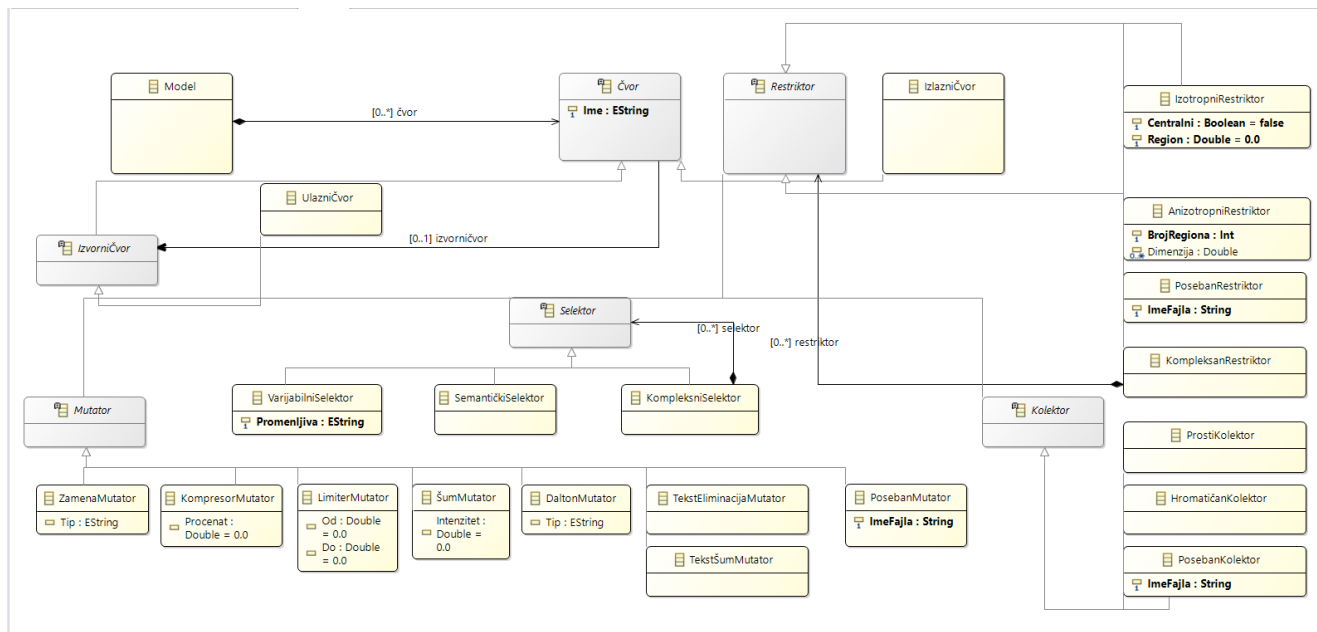 Model
Čvor
Ime : EString
Restriktor
IzlazniČvor
IzotropniRestriktor
Centralni : Boolean = false
Region : Double = 0.0
[0..*] čvor
UlazniČvor
AnizotropniRestriktor
BrojRegiona : Int
Dimenzija : Double
IzvorniČvor
[0..1] izvorničvor
PosebanRestriktor
ImeFajla : String
Selektor
[0..*] selektor
[0..*] restriktor
KompleksanRestriktor
VarijabilniSelektor
Promenljiva : EString
SemantičkiSelektor
KompleksniSelektor
Mutator
Kolektor
ProstiKolektor
ZamenaMutator
Tip : EString
KompresorMutator
Procenat :
Double = 0.0
LimiterMutator
Od : Double
= 0.0
Do : Double
= 0.0
ŠumMutator
Intenzitet :
Double =
0.0
DaltonMutator
Tip : EString
TekstEliminacijaMutator
PosebanMutator
ImeFajla : String
HromatičanKolektor
TekstŠumMutator
PosebanKolektor
ImeFajla : String